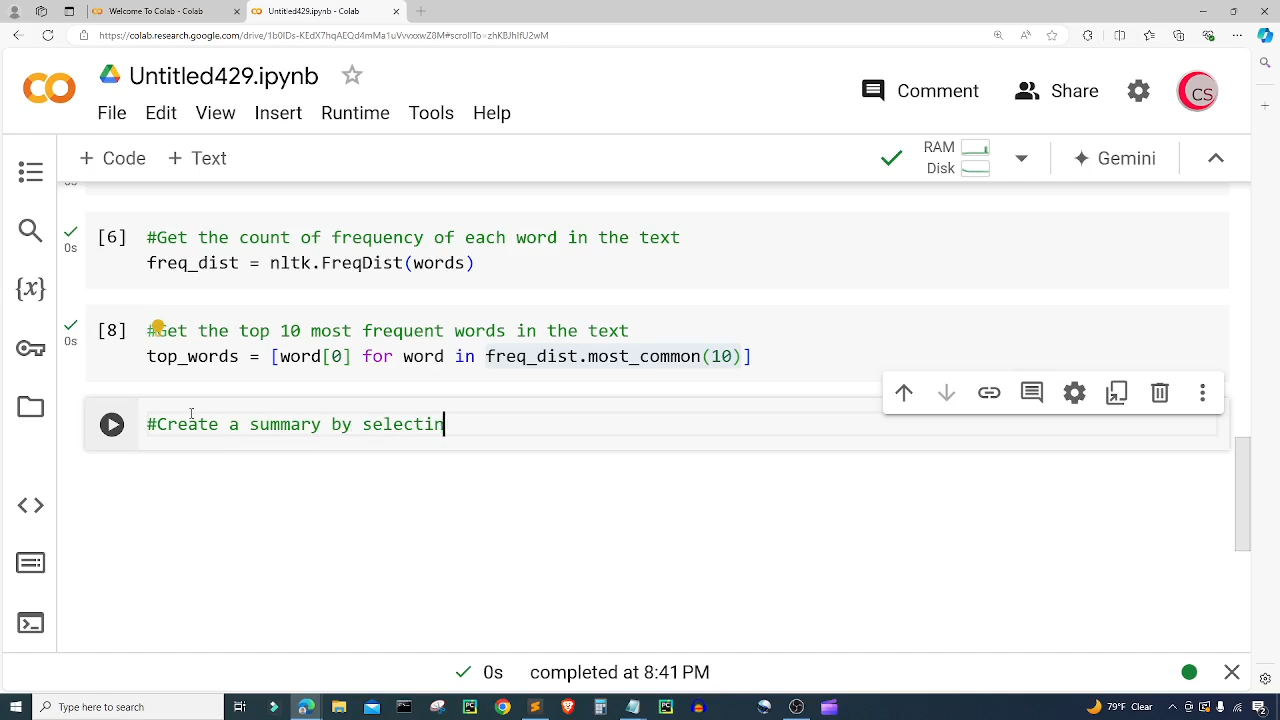 Welcome To Colab - Colab
Untitled429.ipynb - Colab
Untitled429.ipynb
Comment
Share
CS
File Edit View Insert Runtime Tools Help
+ Code + Text
RAM
Disk
Gemini
[6] #Get the count of frequency of each word in the text
0s
freq_dist = nltk.FreqDist(words)
[8] #Get the top 10 most frequent words in the text
0s
top_words = [word[0] for word in freq_dist.most_common(10)]
#Create a summary by selectin
{x}
0s completed at 8:41 PM
Type here to search
79°F Clear